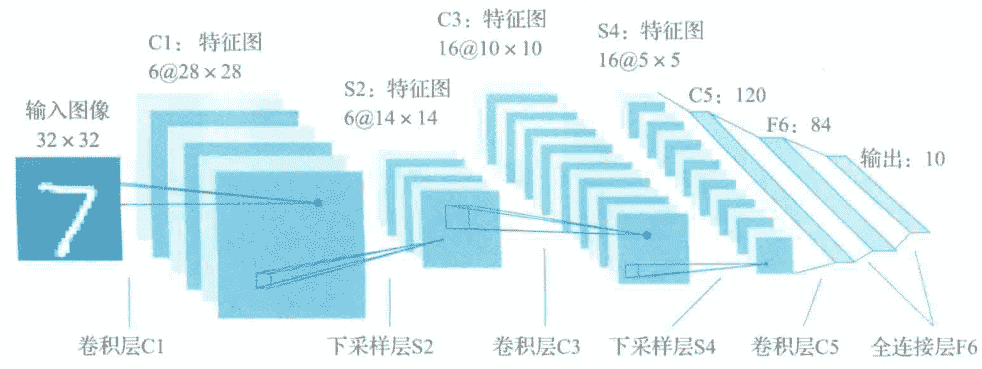 输入图像
32×32
C1: 特征图
6@28×28
S2: 特征图
6@14×14
C3: 特征图
16@10×10
S4: 特征图
16@5×5
C5: 120
F6: 84
输出: 10
卷积层C1
下采样层S2
卷积层C3
下采样层S4
卷积层C5
全连接层F6